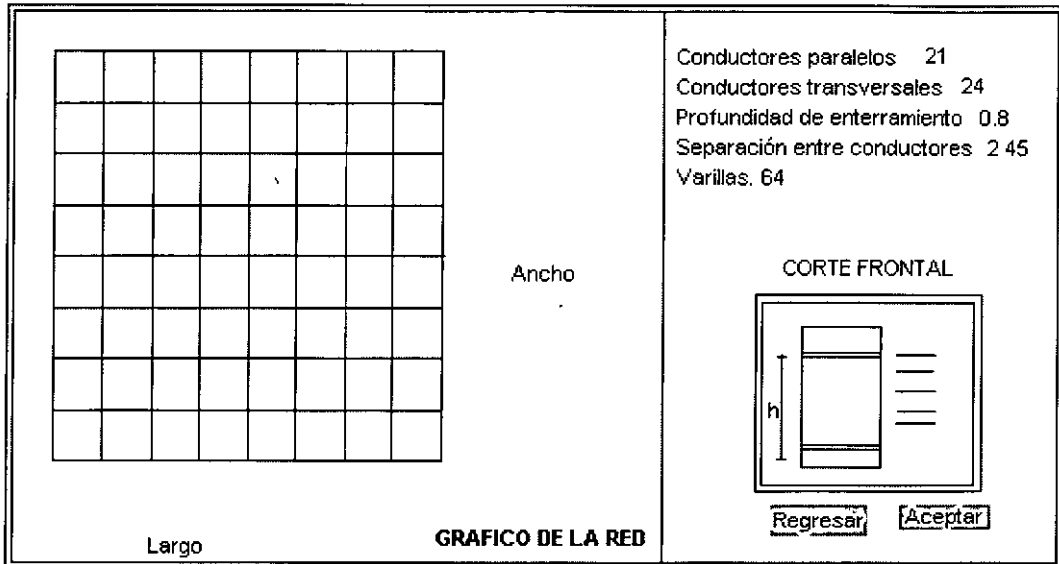 Ancho
Largo
GRAFICO DE LA RED
Conductores paralelos 21
Conductores transversales 24
Profundidad de enterramiento 0.8
Separación entre conductores 2 45
Varillas. 64
CORTE FRONTAL
h
Regresar Aceptar